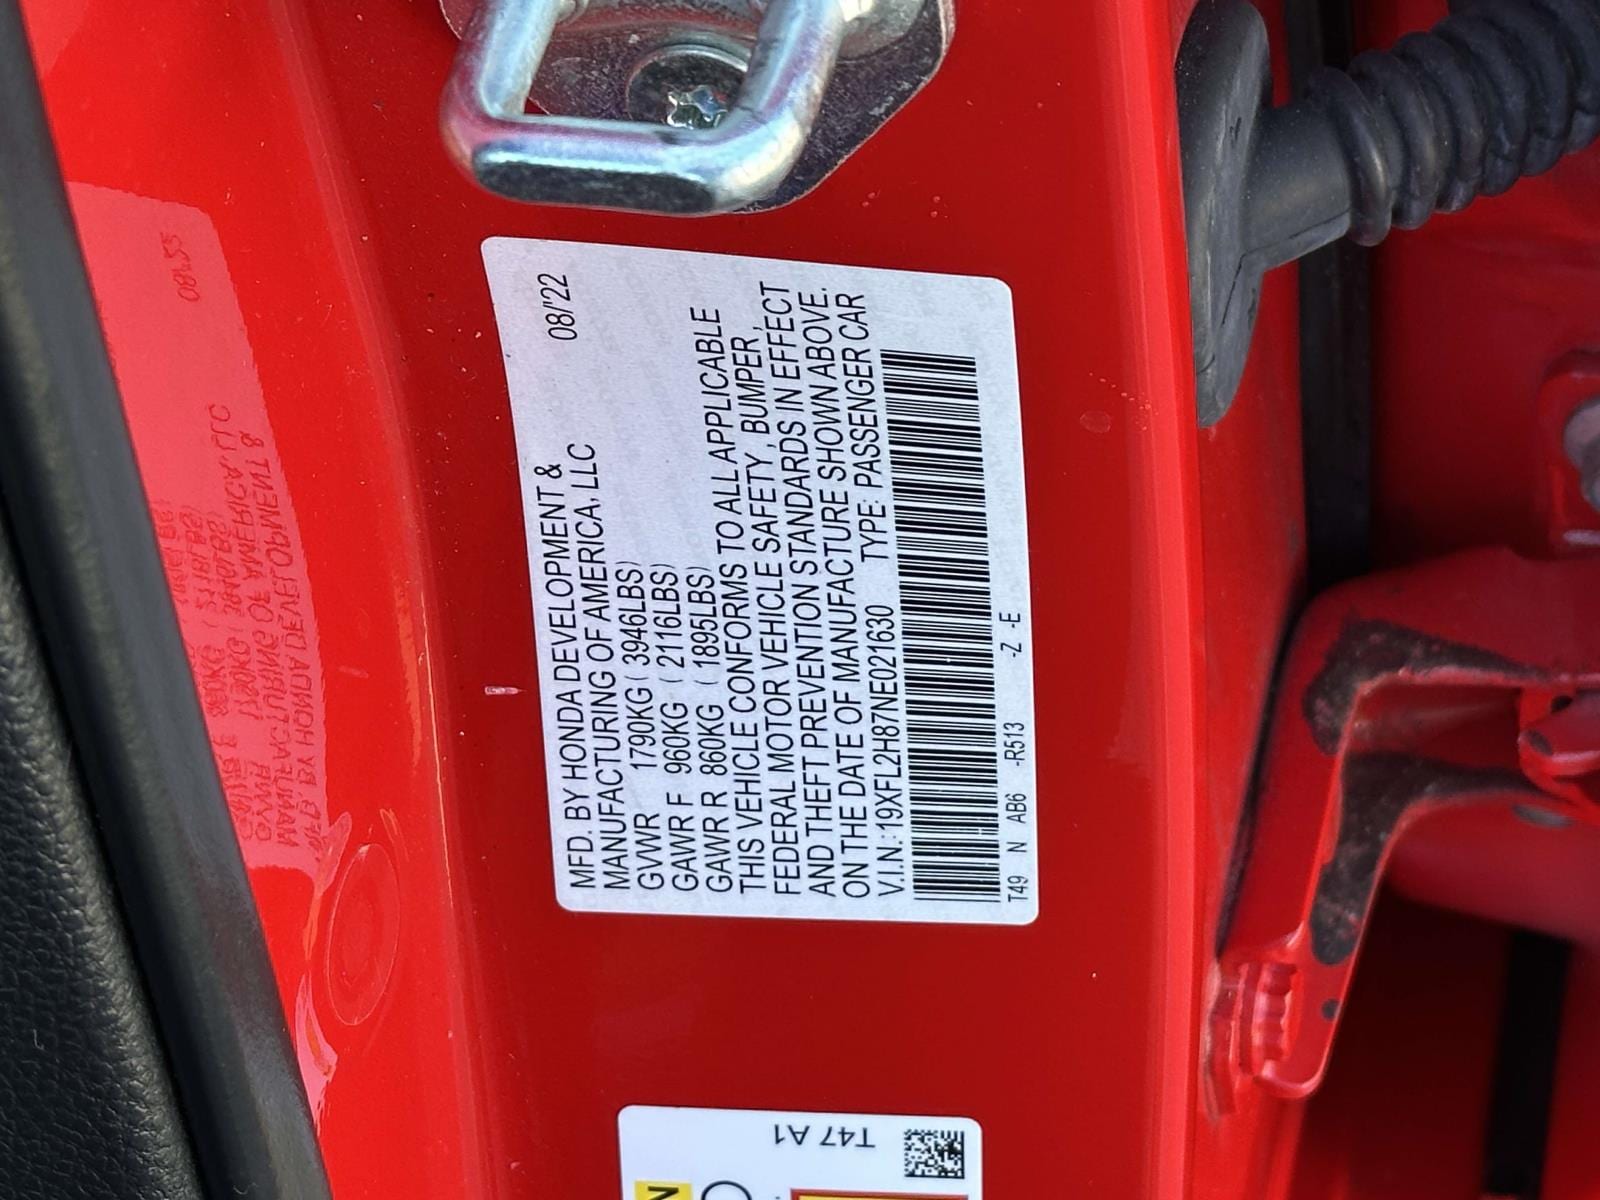 MFD. BY HONDA DEVELOPMENT & 08/'22
MANUFACTURING OF AMERICA, LLC
GVWR 1790KG ( 3946LBS)
GAWR F 960KG ( 2116LBS)
GAWR R 860KG ( 1895LBS)
THIS VEHICLE CONFORMS TO ALL APPLICABLE
FEDERAL MOTOR VEHICLE SAFETY , BUMPER ,
AND THEFT PREVENTION STANDARDS IN EFFECT
ON THE DATE OF MANUFACTURE SHOWN ABOVE.
V.I.N.: 19XFL2H87NE021630 TYPE: PASSENGER CAR
T49 N AB6 -R513 -Z -E
T47 A1